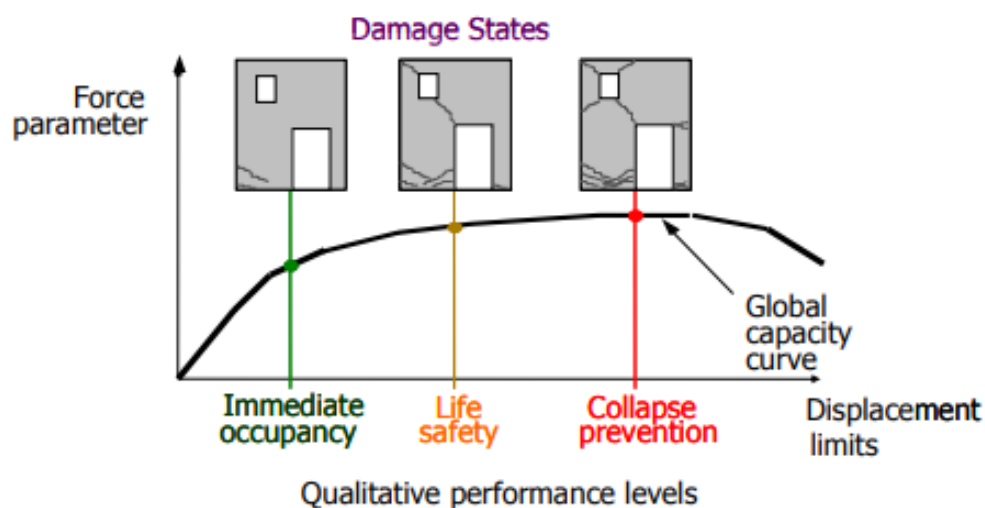 Damage States
Force
parameter
Global
capacity
curve
Immediate
occupancy
Life
safety
Collapse
prevention
Displacement
limits
Qualitative performance levels